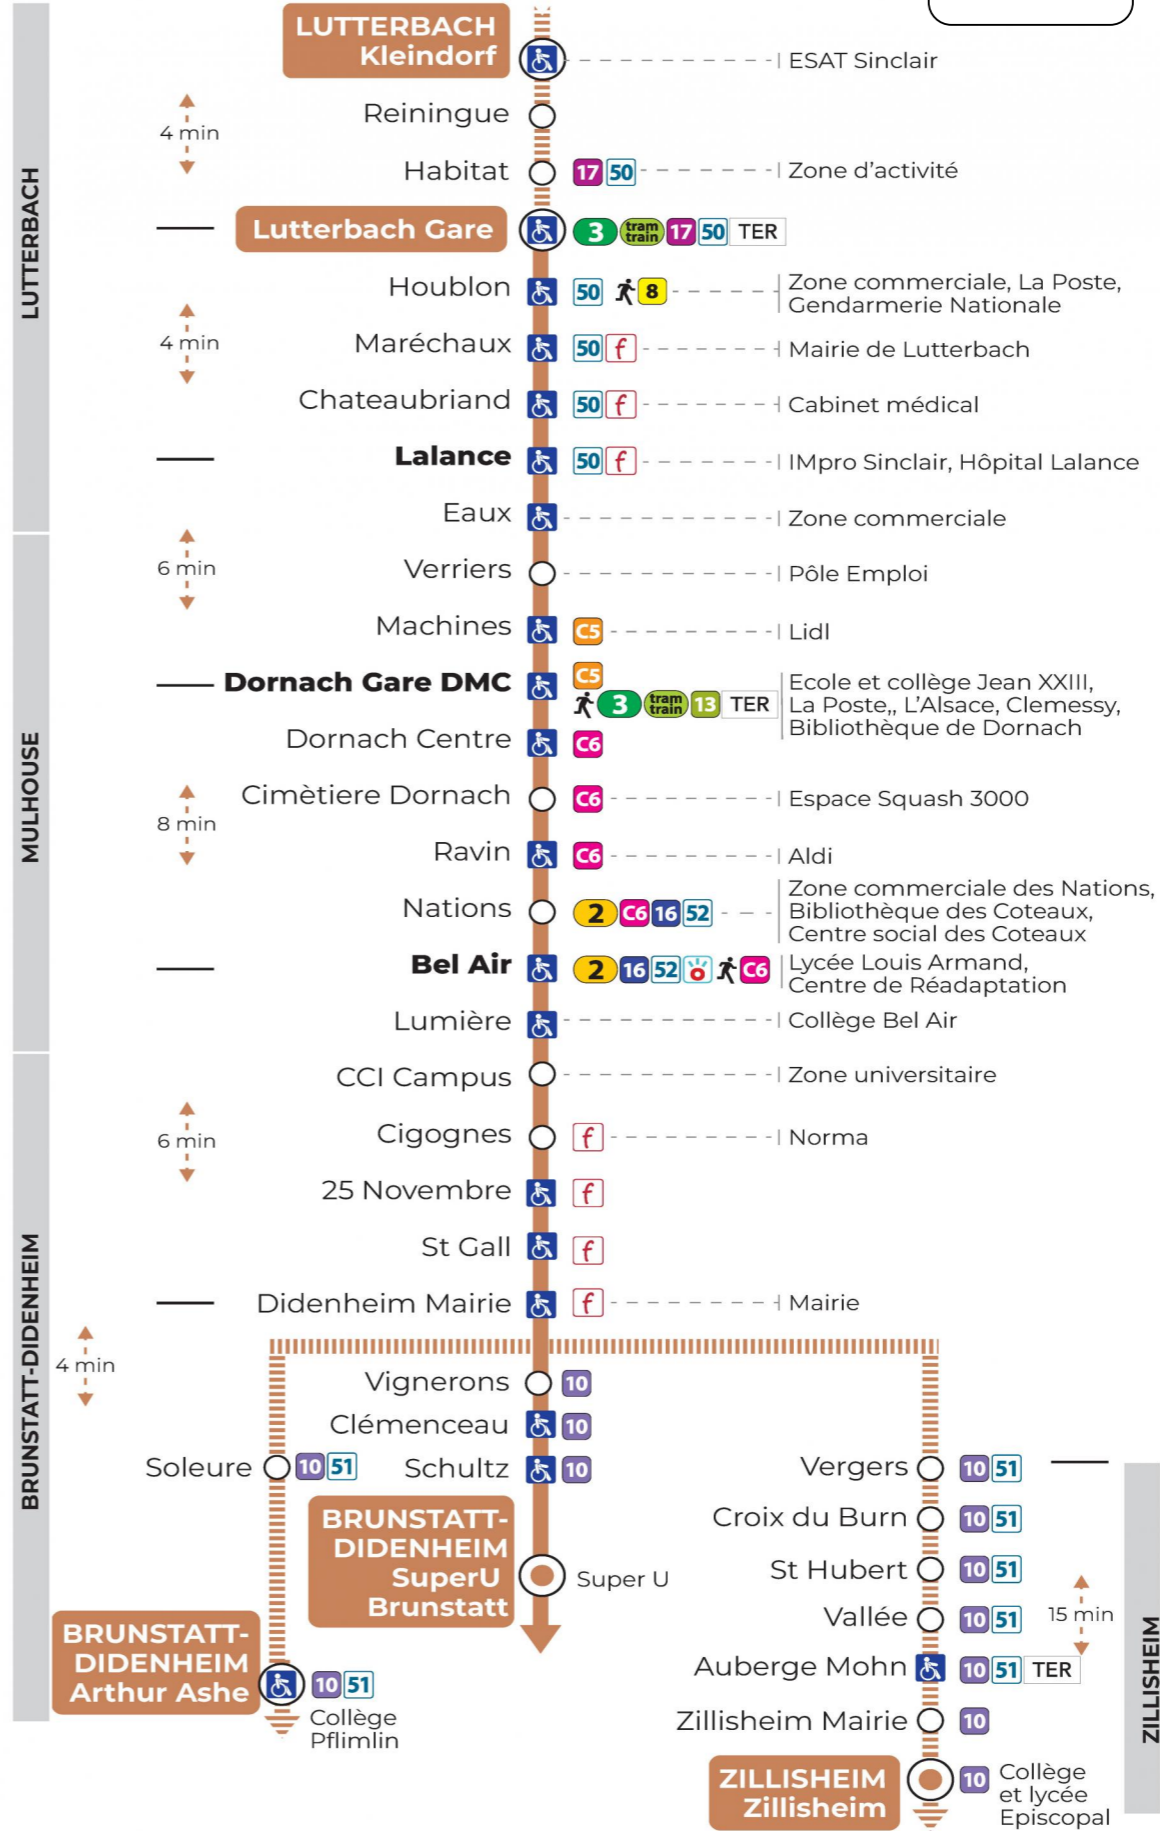 LUTTERBACH
Kleindorf
ESAT Sinclair
Reiningue
4 min
Habitat
17 50
Zone d'activité
LUTTERBACH
Lutterbach Gare
3 tram train 17 50 TER
Houblon
50 8
Zone commerciale, La Poste,
Gendarmerie Nationale
4 min
Maréchaux
50 f
Mairie de Lutterbach
Chateaubriand
50 f
Cabinet médical
Lalance
50 f
IMpro Sinclair, Hôpital Lalance
Eaux
Zone commerciale
6 min
Verriers
Pôle Emploi
Machines
C5
Lidl
Dornach Gare DMC
C5
3 tram train 13 TER
Ecole et collège Jean XXIII,
La Poste,, L'Alsace, Clemessy,
Bibliothèque de Dornach
Dornach Centre
C6
MULHOUSE
Cimètiere Dornach
C6
Espace Squash 3000
8 min
Ravin
C6
Aldi
Nations
2 C6 16 52
Zone commerciale des Nations,
Bibliothèque des Coteaux,
Centre social des Coteaux
Bel Air
2 16 52 C6
Lycée Louis Armand,
Centre de Réadaptation
Lumière
Collège Bel Air
CCI Campus
Zone universitaire
6 min
Cigognes
f
Norma
25 Novembre
f
St Gall
f
Didenheim Mairie
f
Mairie
BRUNSTATT-DIDENHEIM
4 min
Vignerons
10
Clémenceau
10
Schultz
10
BRUNSTATT-
DIDENHEIM
SuperU
Brunstatt
Super U
Soleure
10 51
BRUNSTATT-
DIDENHEIM
Arthur Ashe
10 51
Collège
Pflimlin
Vergers
10 51
Croix du Burn
10 51
St Hubert
10 51
Vallée
10 51
15 min
Auberge Mohn
10 51 TER
Zillisheim Mairie
10
ZILLISHEIM
ZILLISHEIM
Zillisheim
10
Collège
et lycée
Episcopal